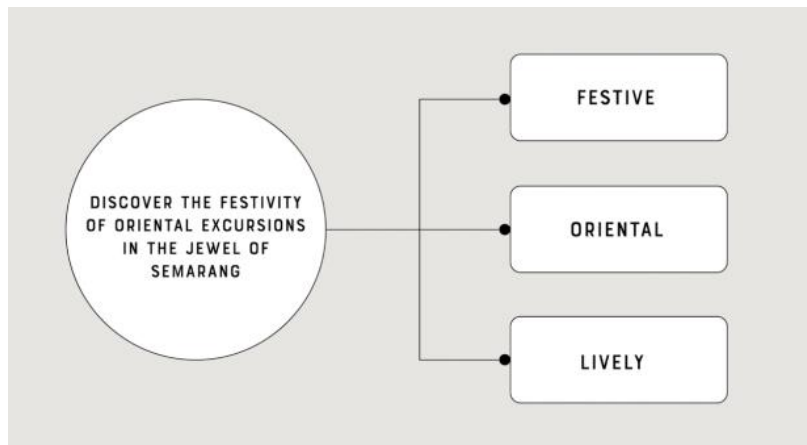 DISCOVER THE FESTIVITY
OF ORIENTAL EXCURSIONS
IN THE JEWEL OF
SEMARANG
FESTIVE
ORIENTAL
LIVELY